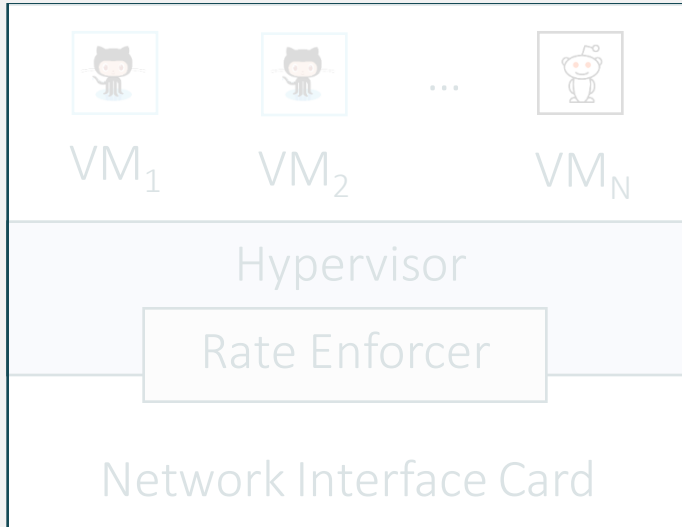 ...
VM1 VM2 VMN
Hypervisor
Rate Enforcer
Network Interface Card